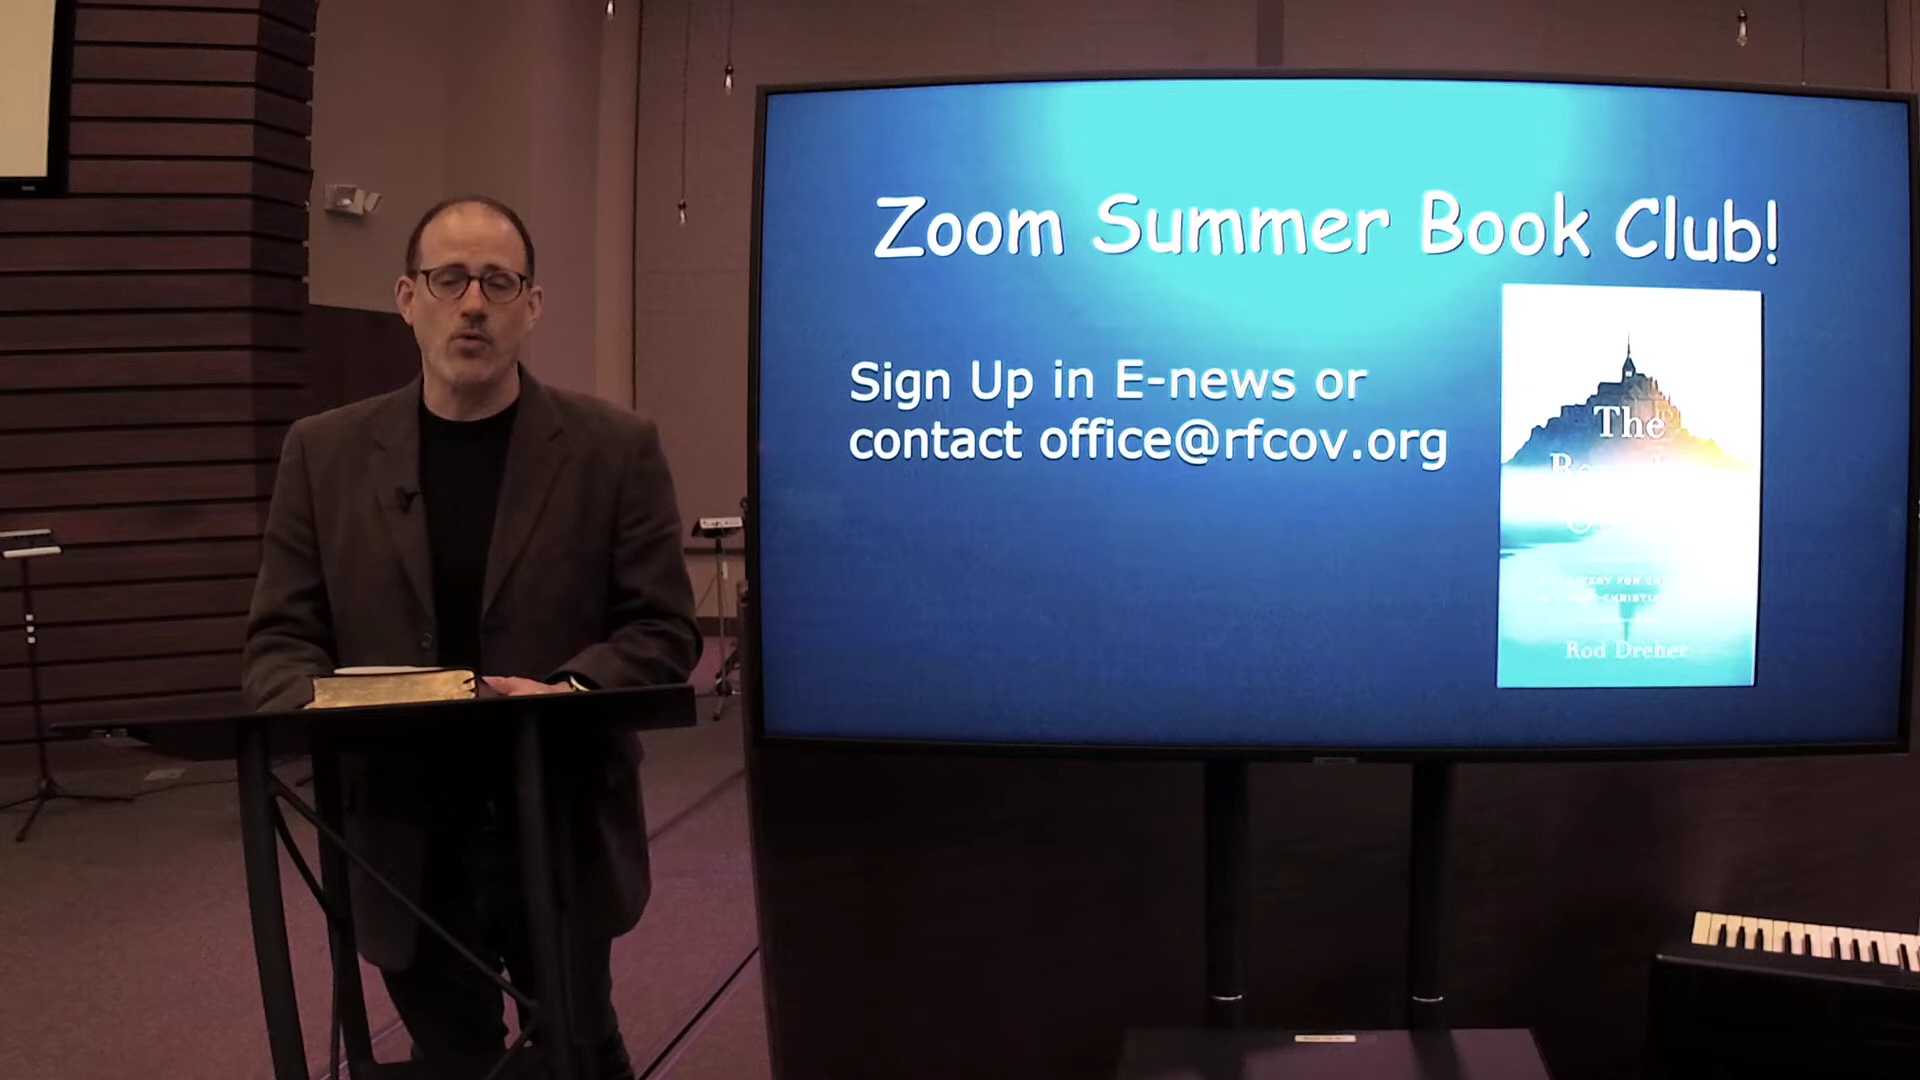 Zoom Summer Book Club!
Sign Up in E-news or
contact office@rfcov.org
The
Rod Dreher